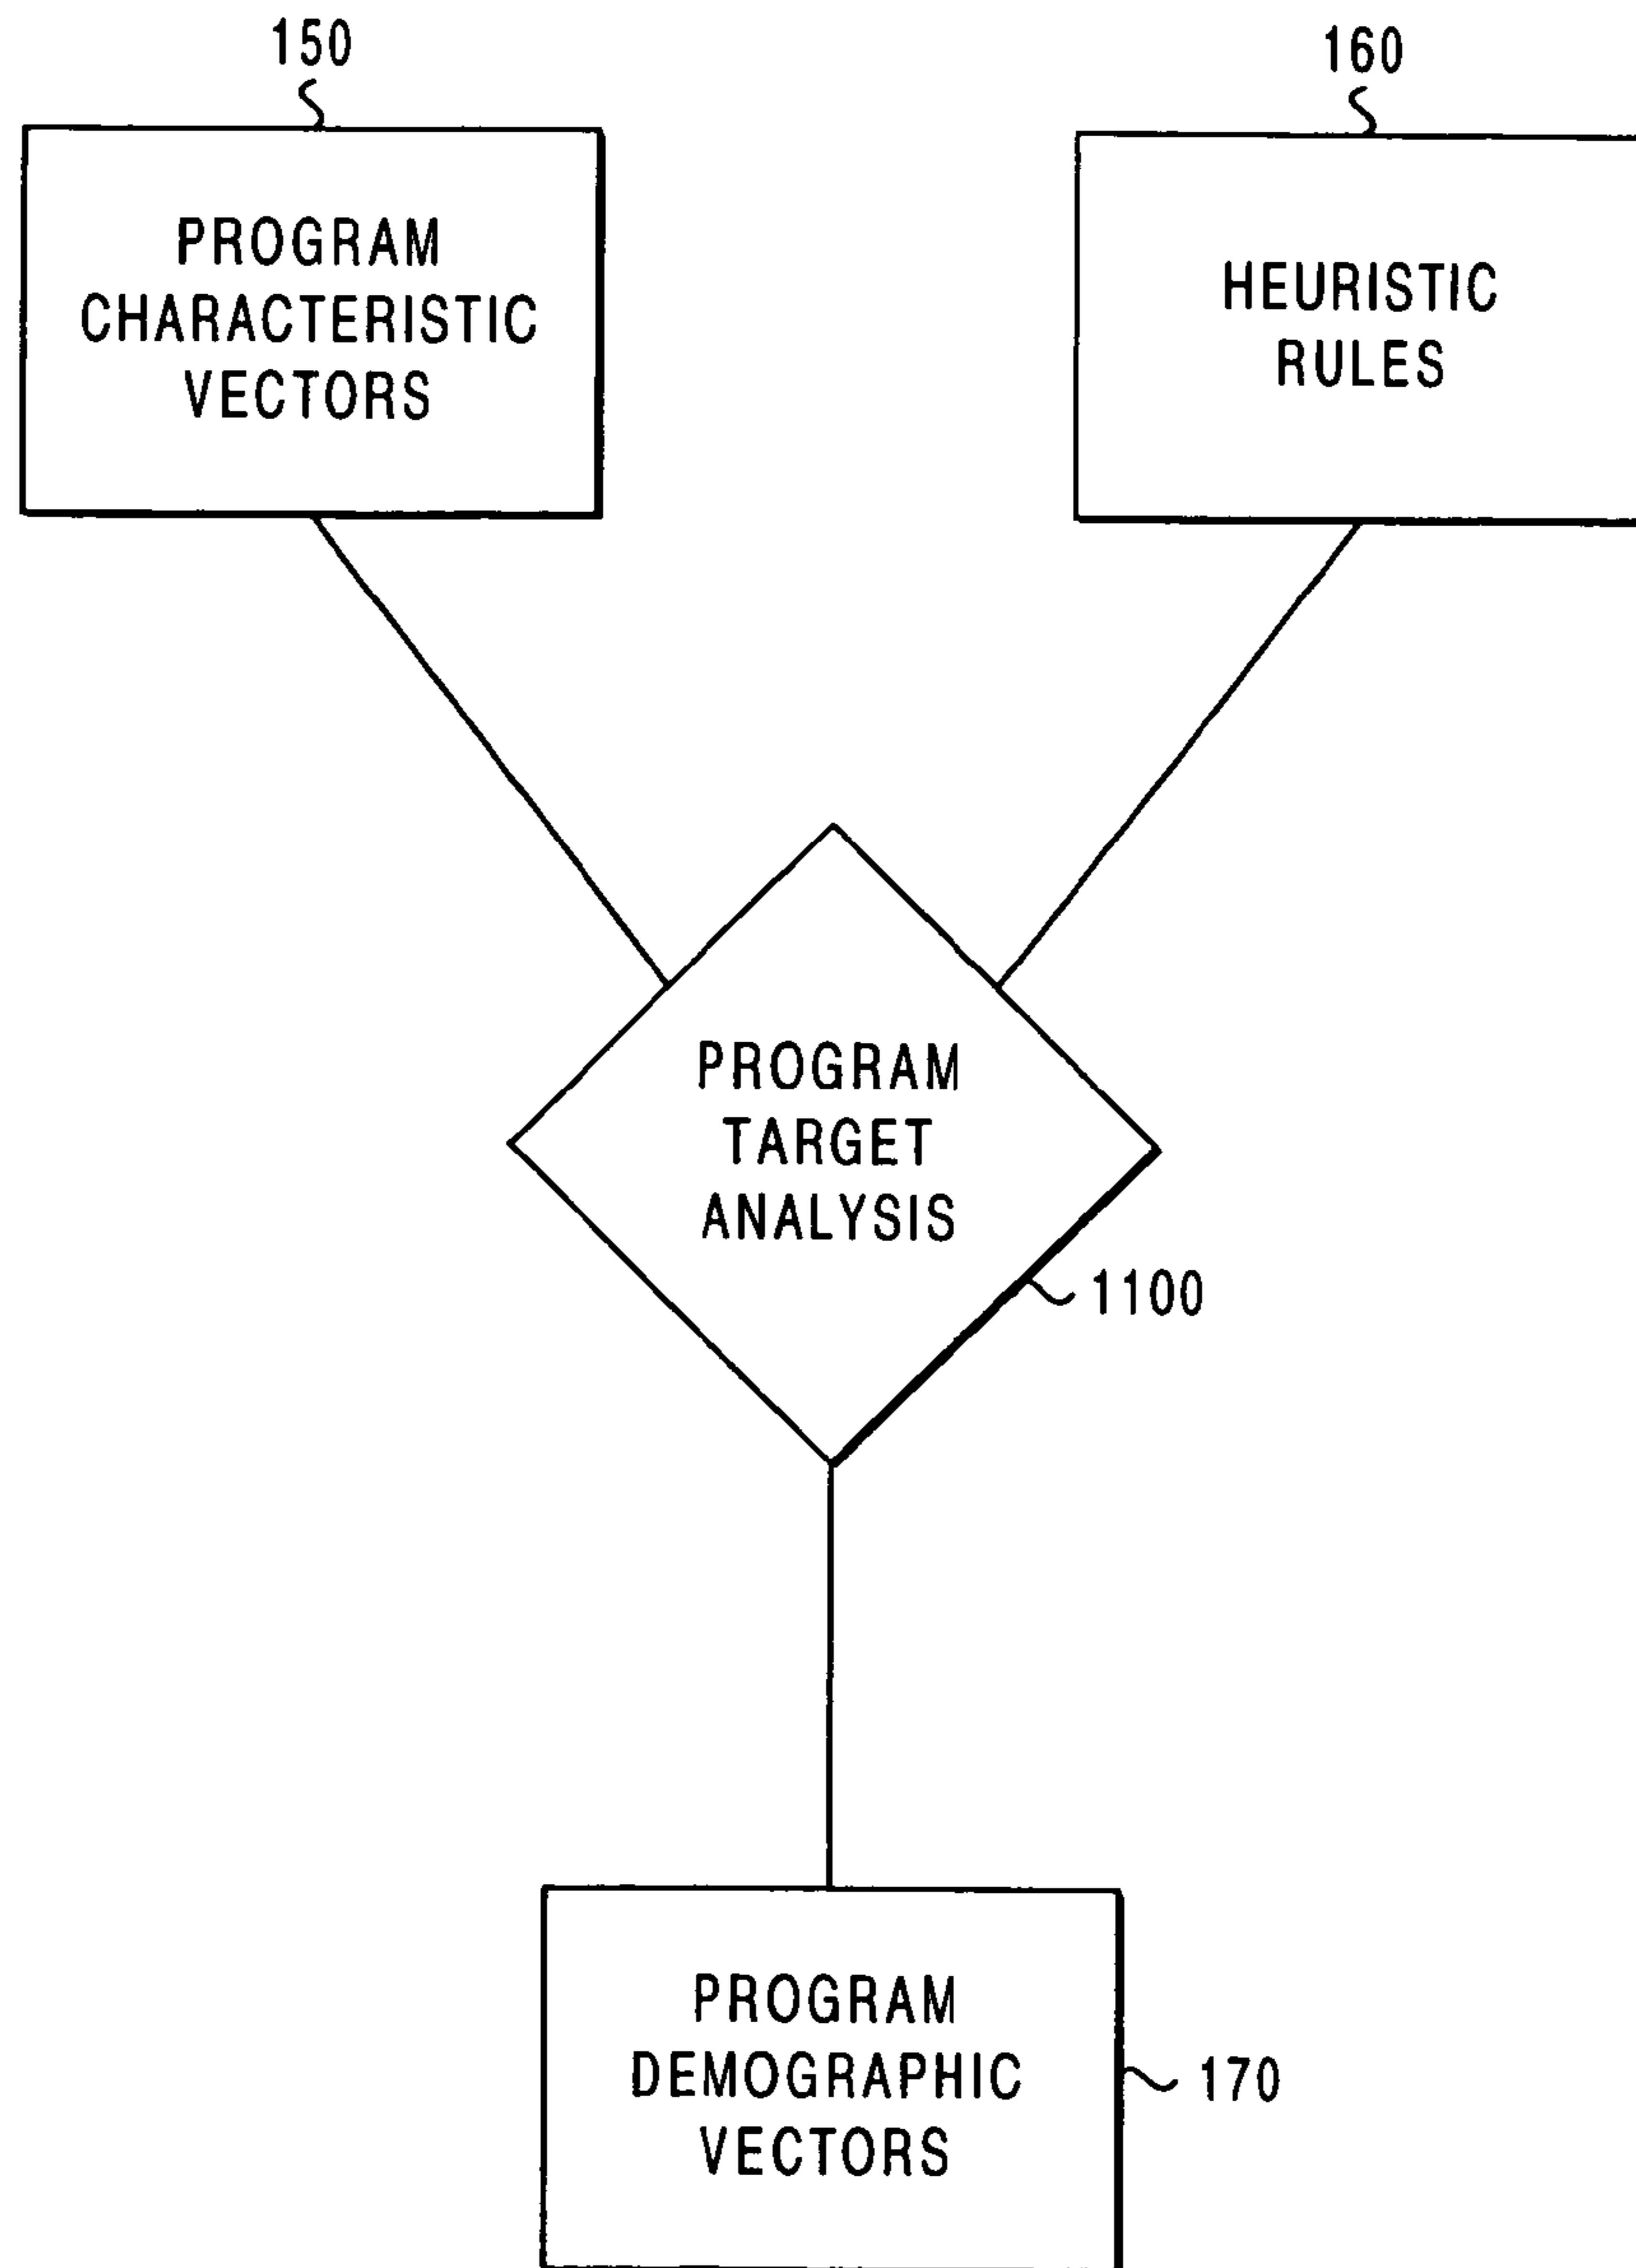 150
160
PROGRAM
CHARACTERISTIC
VECTORS
HEURISTIC
RULES
PROGRAM
TARGET
ANALYSIS
1100
PROGRAM
DEMOGRAPHIC
VECTORS
170